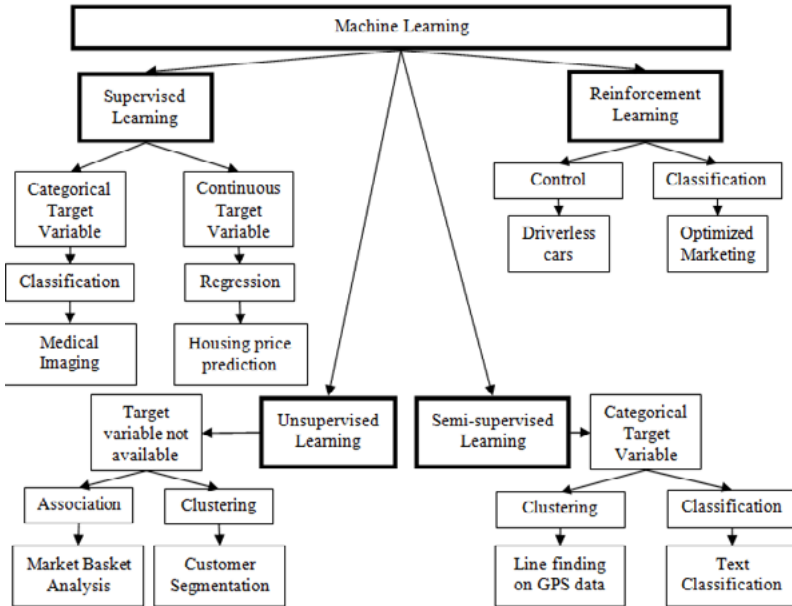 Machine Learning
Supervised
Learning
Reinforcement
Learning
Categorical
Target
Variable
Continuous
Target
Variable
Control
Classification
Driverless
cars
Optimized
Marketing
Classification
Regression
Medical
Imaging
Housing price
prediction
Target
variable not
available
Unsupervised
Learning
Semi-supervised
Learning
Categorical
Target
Variable
Association
Clustering
Clustering
Classification
Market Basket
Analysis
Customer
Segmentation
Line finding
on GPS data
Text
Classification